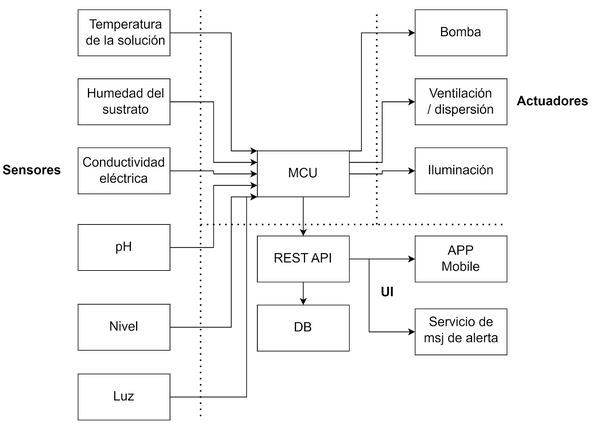 Temperatura
de la solución
Humedad del
sustrato
Sensores
Conductividad
eléctrica
pH
Nivel
Luz
MCU
REST API
DB
Bomba
Ventilación
/ dispersión
Actuadores
Iluminación
UI
APP
Mobile
Servicio de
msj de alerta